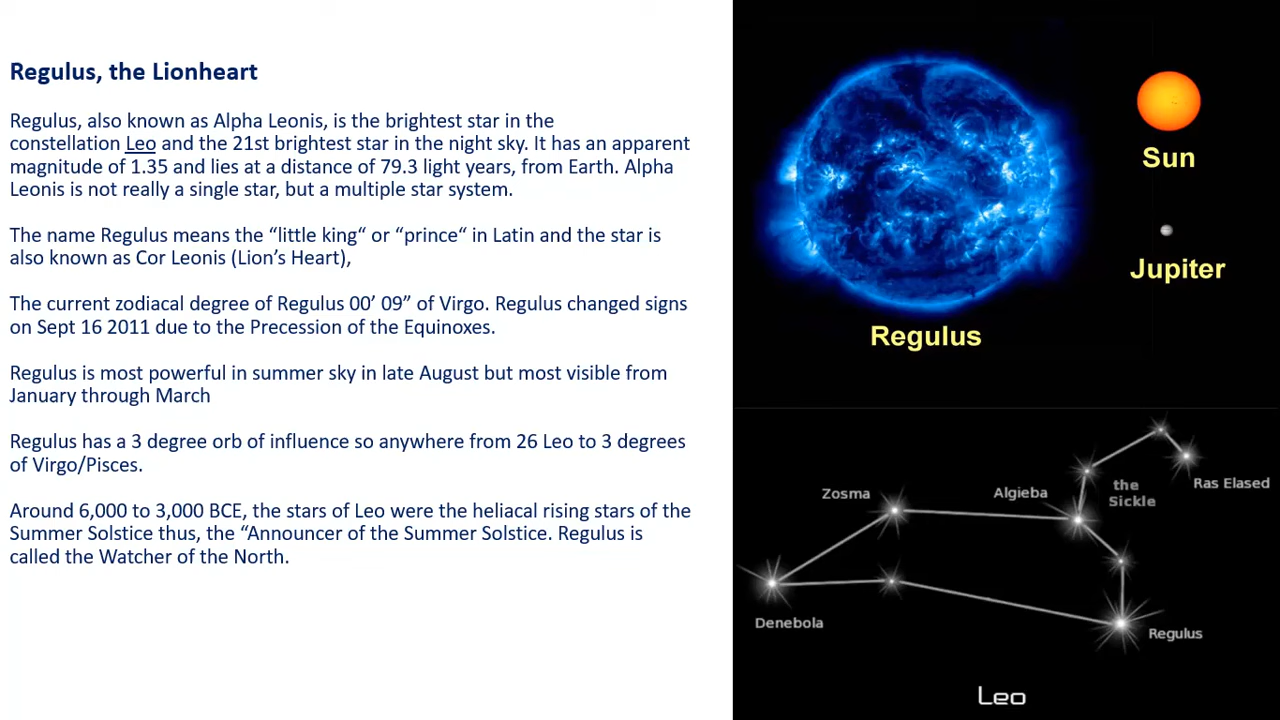 Regulus, the Lionheart
Regulus, also known as Alpha Leonis, is the brightest star in the
constellation Leo and the 21st brightest star in the night sky. It has an apparent
magnitude of 1.35 and lies at a distance of 79.3 light years, from Earth. Alpha
Leonis is not really a single star, but a multiple star system.
The name Regulus means the “little king“ or “prince“ in Latin and the star is
also known as Cor Leonis (Lion’s Heart),
The current zodiacal degree of Regulus 00’ 09” of Virgo. Regulus changed signs
on Sept 16 2011 due to the Precession of the Equinoxes.
Regulus is most powerful in summer sky in late August but most visible from
January through March
Regulus has a 3 degree orb of influence so anywhere from 26 Leo to 3 degrees
of Virgo/Pisces.
Around 6,000 to 3,000 BCE, the stars of Leo were the heliacal rising stars of the
Summer Solstice thus, the “Announcer of the Summer Solstice. Regulus is
called the Watcher of the North.
Sun
Jupiter
Regulus
Zosma
Algieba
the
Sickle
Ras Elased
Denebola
Regulus
Leo